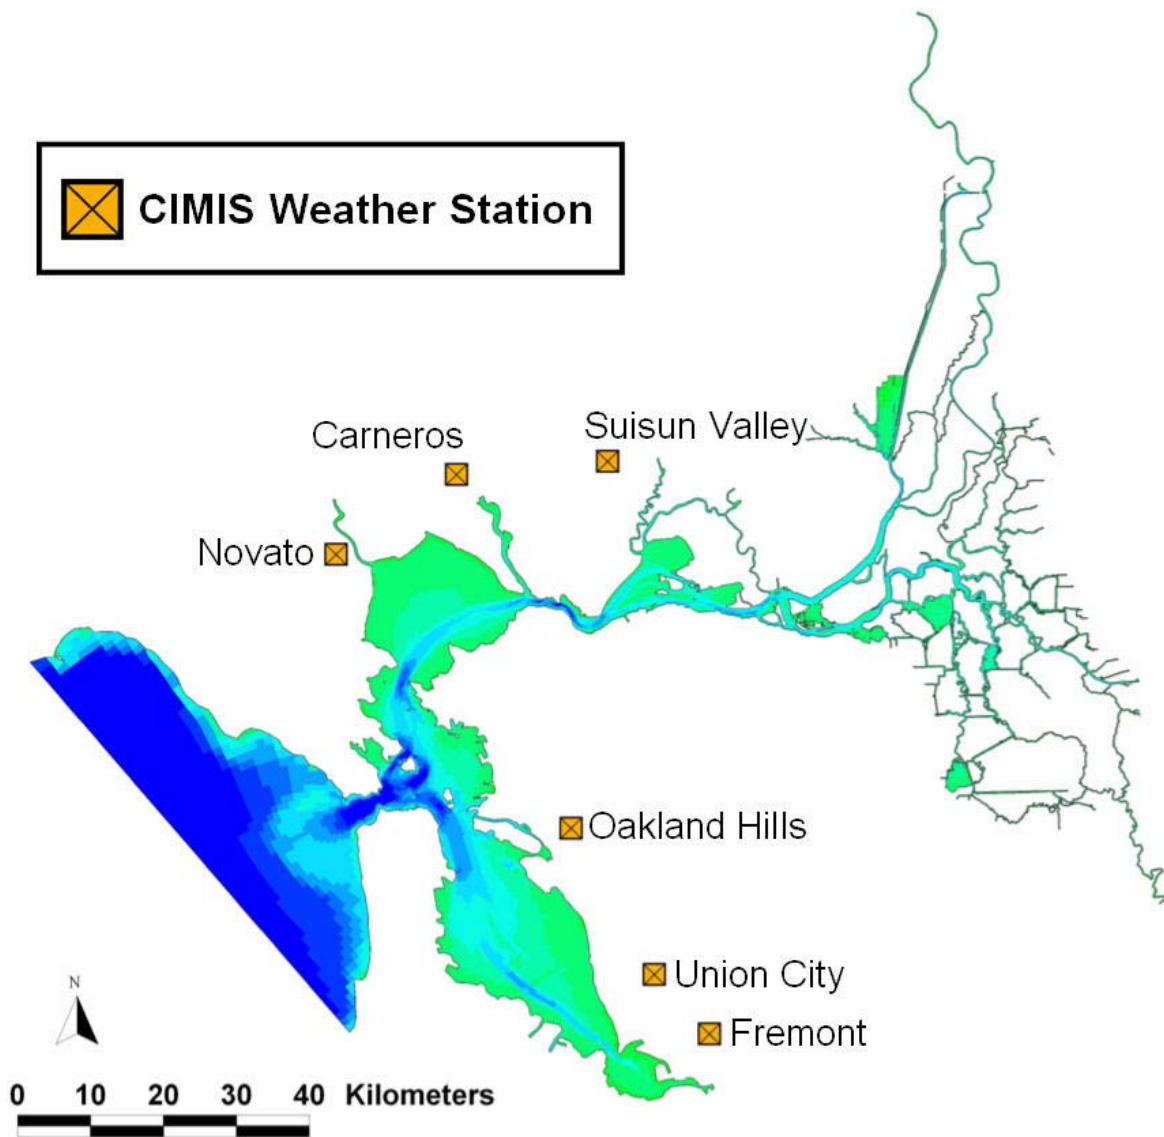 CIMIS Weather Station
Carneros
Suisun Valley
Novato
Oakland Hills
Union City
Fremont
N
0 10 20 30 40 Kilometers